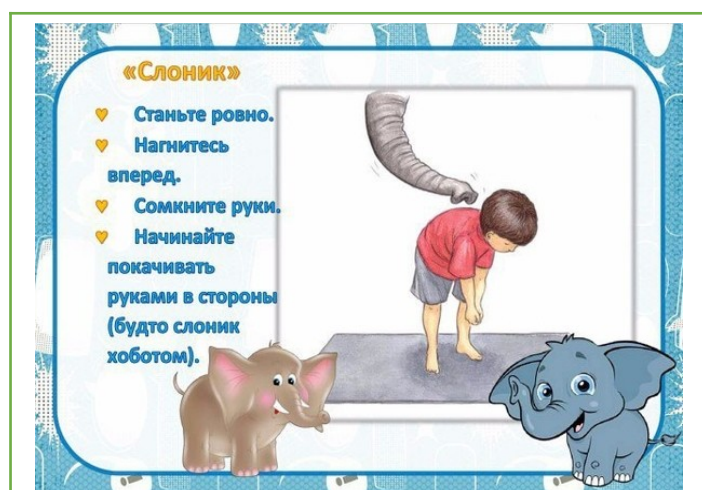 «Слоник»
Станьте ровно.
Нагнитесь
вперед.
Сомкните руки.
Начинайте
покачивать
руками в стороны
(будто слоник
хоботом).